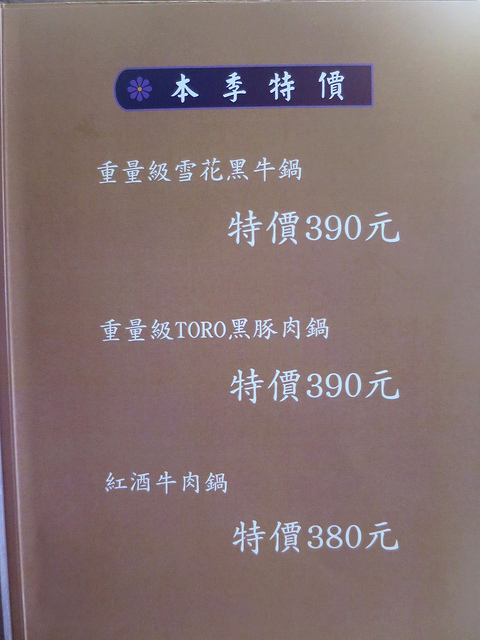 本季特價
重量級雪花黑牛鍋
特價390元
重量級TORO黑豚肉鍋
特價390元
紅酒牛肉鍋
特價380元